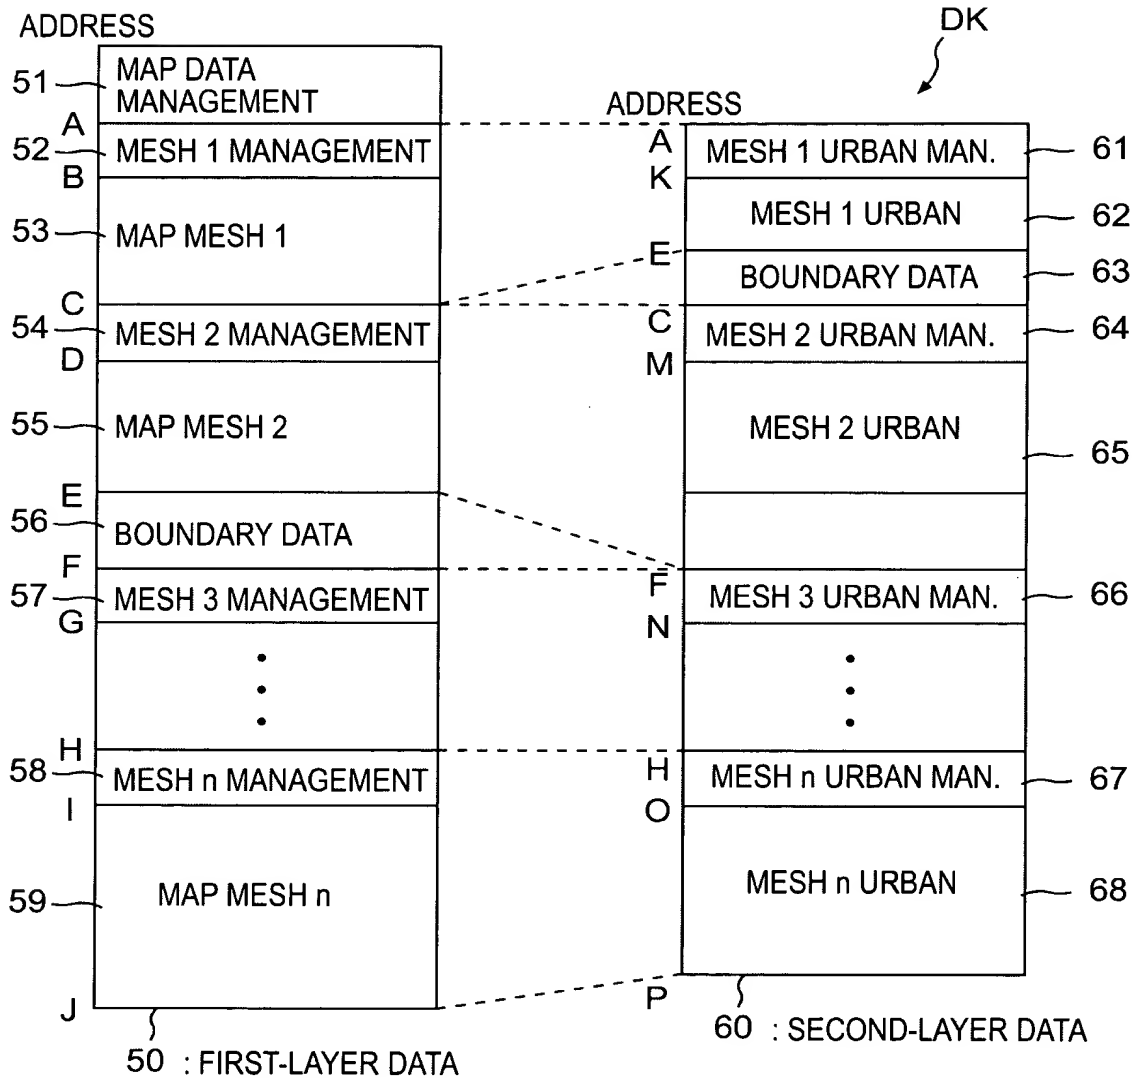 ADDRESS
51
MAP DATA
MANAGEMENT
A
52
MESH 1 MANAGEMENT
B
53
MAP MESH 1
C
54
MESH 2 MANAGEMENT
D
55
MAP MESH 2
E
56
BOUNDARY DATA
F
57
MESH 3 MANAGEMENT
G
H
58
MESH n MANAGEMENT
I
59
MAP MESH n
J
50 : FIRST-LAYER DATA
DK
ADDRESS
A
MESH 1 URBAN MAN.
61
K
MESH 1 URBAN
62
E
BOUNDARY DATA
63
C
MESH 2 URBAN MAN.
64
M
MESH 2 URBAN
65
F
MESH 3 URBAN MAN.
66
N
H
MESH n URBAN MAN.
67
O
MESH n URBAN
68
P
60 : SECOND-LAYER DATA